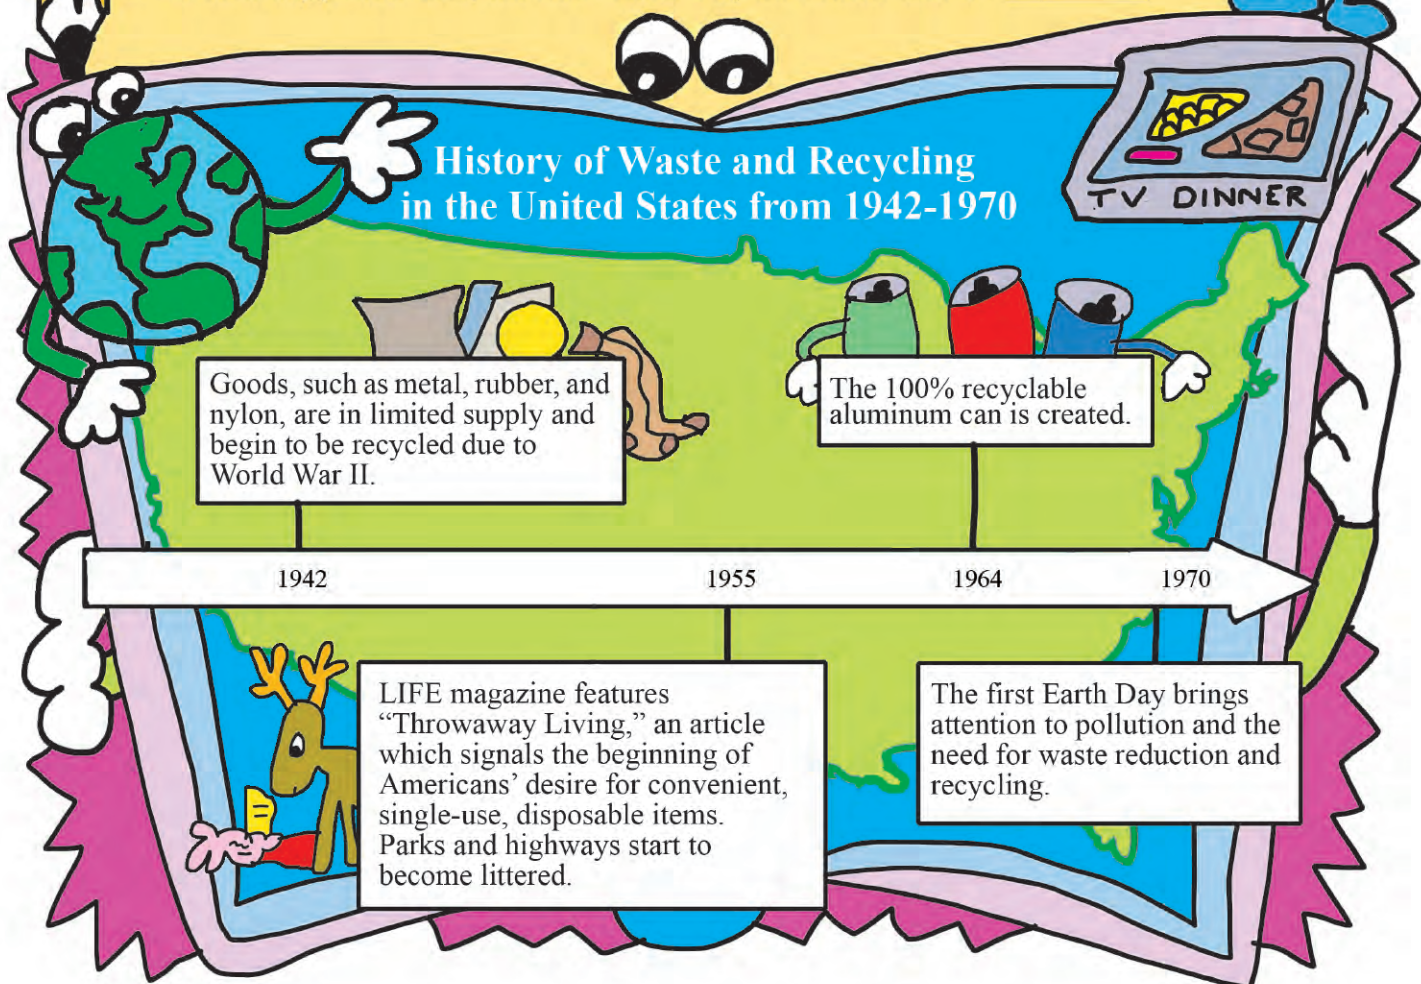 History of Waste and Recycling
in the United States from 1942-1970
TV DINNER
Goods, such as metal, rubber, and
nylon, are in limited supply and
begin to be recycled due to
World War II.
The 100% recyclable
aluminum can is created.
1942
1955
1964
1970
LIFE magazine features
“Throwaway Living,” an article
which signals the beginning of
Americans’ desire for convenient,
single-use, disposable items.
Parks and highways start to
become littered.
The first Earth Day brings
attention to pollution and the
need for waste reduction and
recycling.